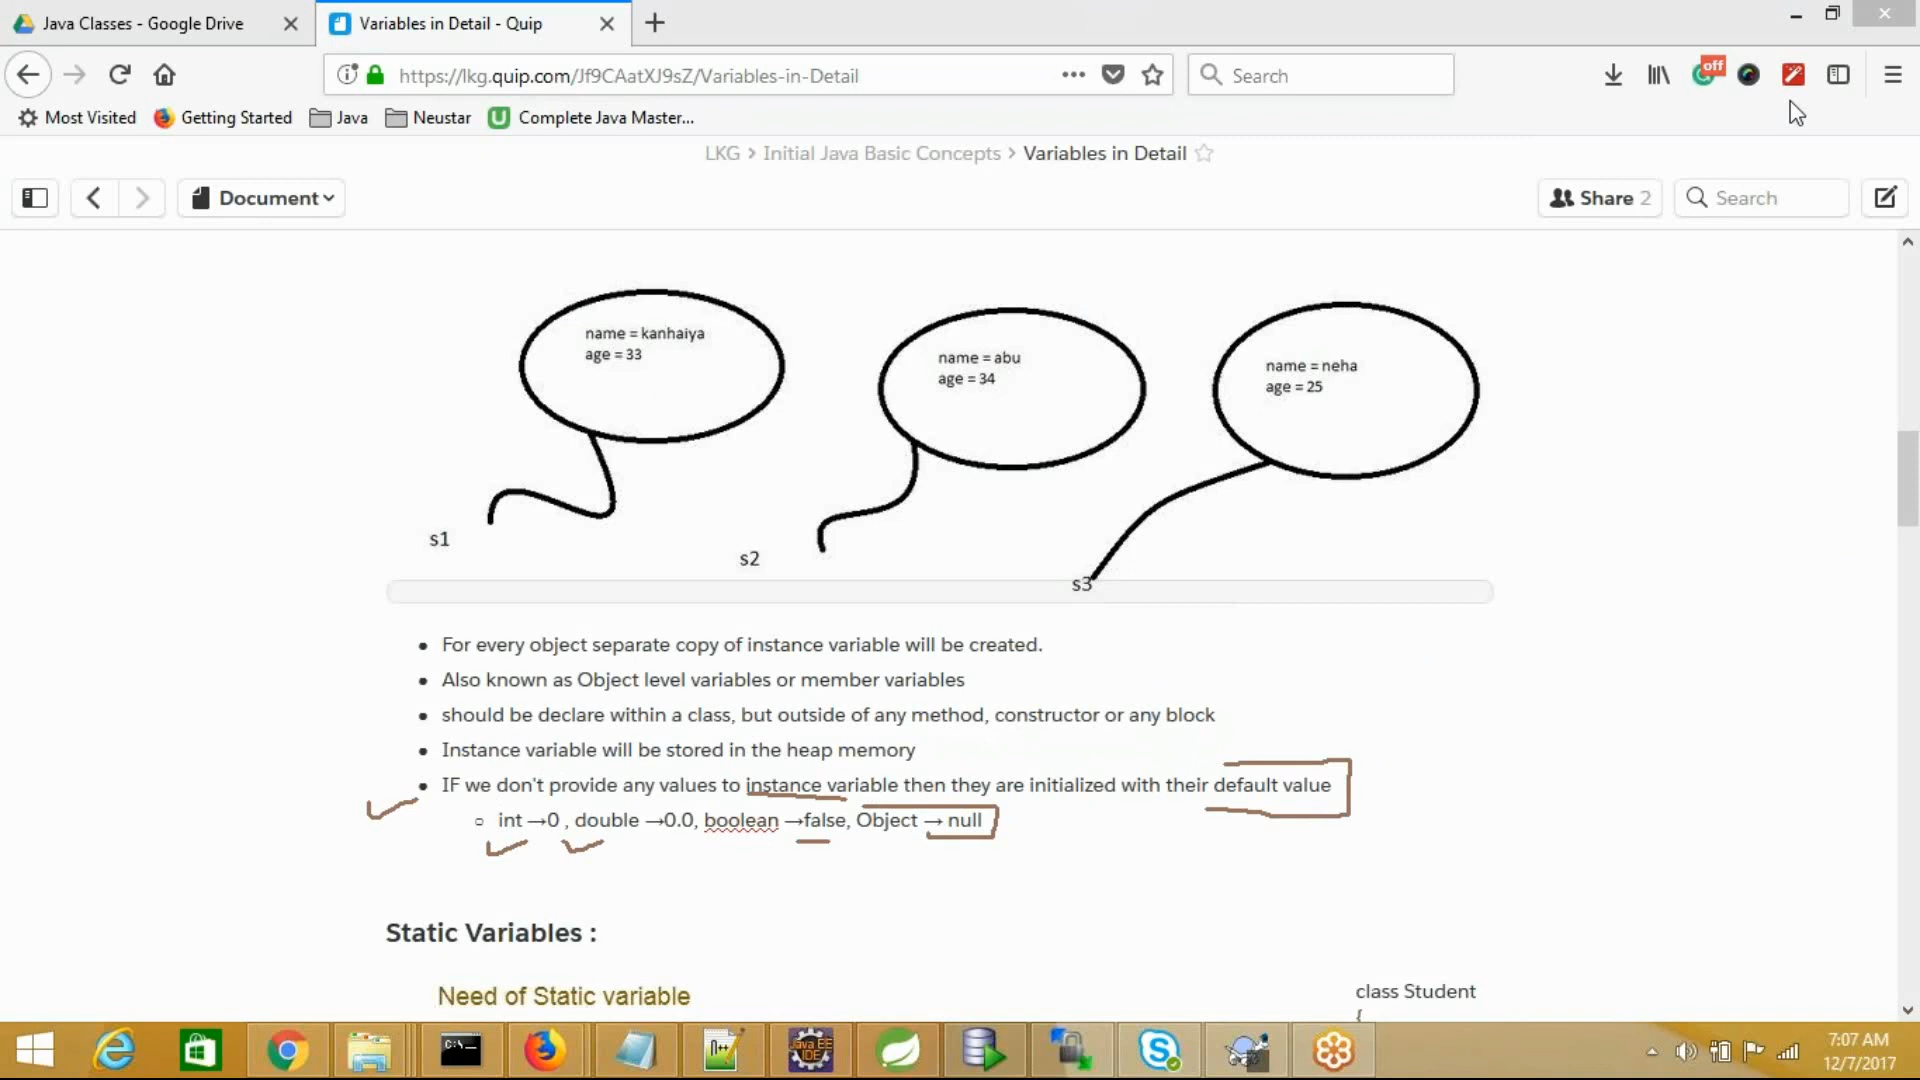 Java Classes - Google Drive
Variables in Detail - Quip
https://lkg.quip.com/Jf9CAatXJ9sZ/Variables-in-Detail
Search
off
Most Visited
Getting Started
Java
Neustar
Complete Java Master...
LKG > Initial Java Basic Concepts > Variables in Detail
Document
Share 2
Search
name = kanhaiya
age = 33
name = abu
age = 34
name = neha
age = 25
s1
s2
s3
• For every object separate copy of instance variable will be created.
• Also known as Object level variables or member variables
• should be declare within a class, but outside of any method, constructor or any block
• Instance variable will be stored in the heap memory
• IF we don't provide any values to instance variable then they are initialized with their default value
○ int →0 , double →0.0, boolean →false, Object → null
Static Variables :
Need of Static variable
class Student
{
C:\_
Java EE
IDE
7:07 AM
12/7/2017